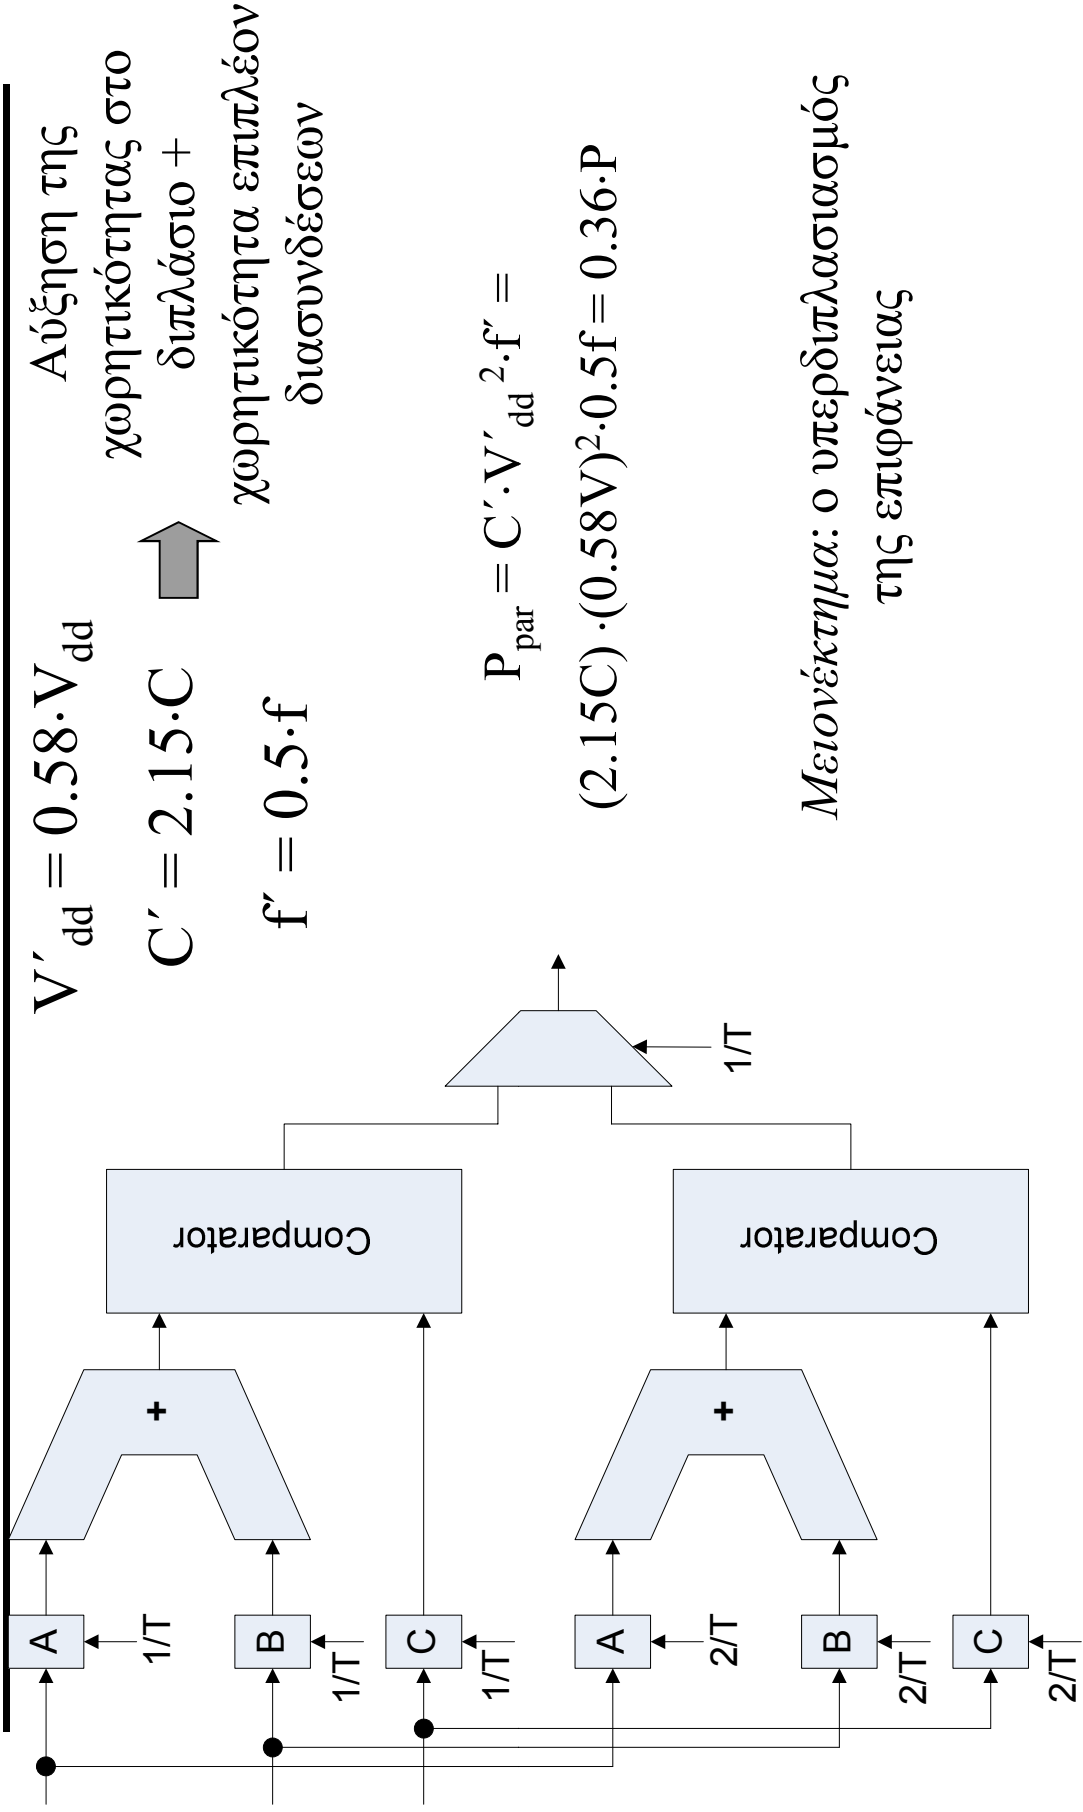 V´dd = 0.58·Vdd
C´ = 2.15·C
f´ = 0.5·f
Αύξηση της
χωρητικότητας στο
διπλάσιο +
χωρητικότητα επιπλέον
διασυνδέσεων
Ppar = C´·V´dd²·f´ =
(2.15C) ·(0.58V)²·0.5f = 0.36·P
Μειονέκτημα: ο υπερδιπλασιασμός
της επιφάνειας
A
1/T
B
1/T
C
1/T
+
Comparator
A
2/T
B
2/T
C
2/T
+
Comparator
1/T